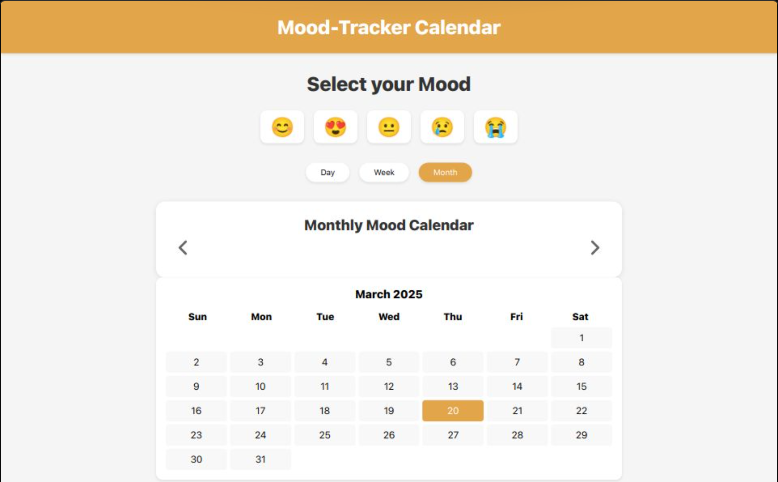 Mood-Tracker Calendar
Select your Mood
Day Week Month
Monthly Mood Calendar
March 2025
Sun Mon Tue Wed Thu Fri Sat
1
2 3 4 5 6 7 8
9 10 11 12 13 14 15
16 17 18 19 20 21 22
23 24 25 26 27 28 29
30 31